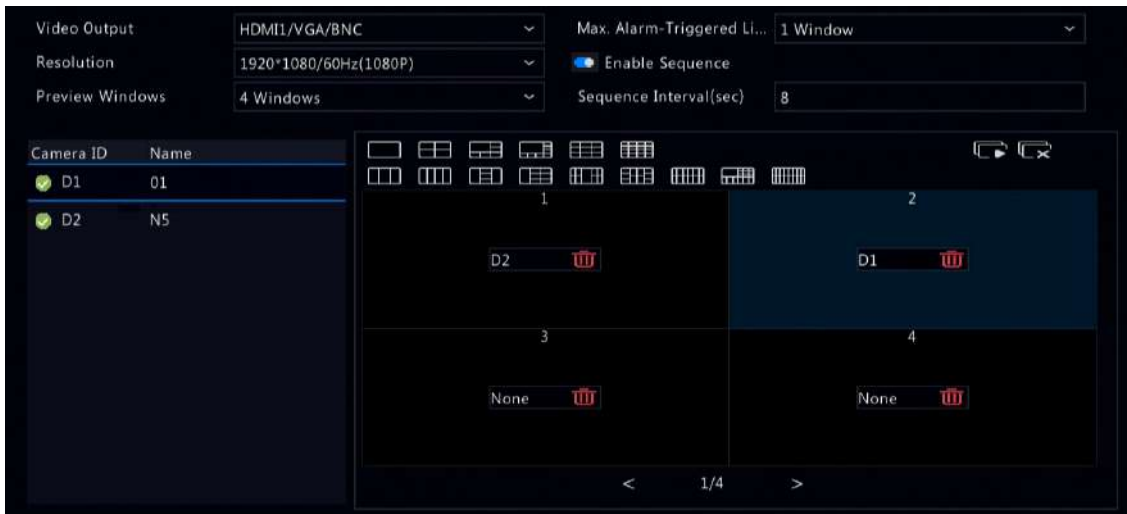 Video Output HDMI1/VGA/BNC Max. Alarm-Triggered Li... 1 Window
Resolution 1920*1080/60Hz(1080P) Enable Sequence
Preview Windows 4 Windows Sequence Interval(sec) 8
Camera ID Name
D1 01
D2 N5
1 2
D2 D1
3 4
None None
< 1/4 >